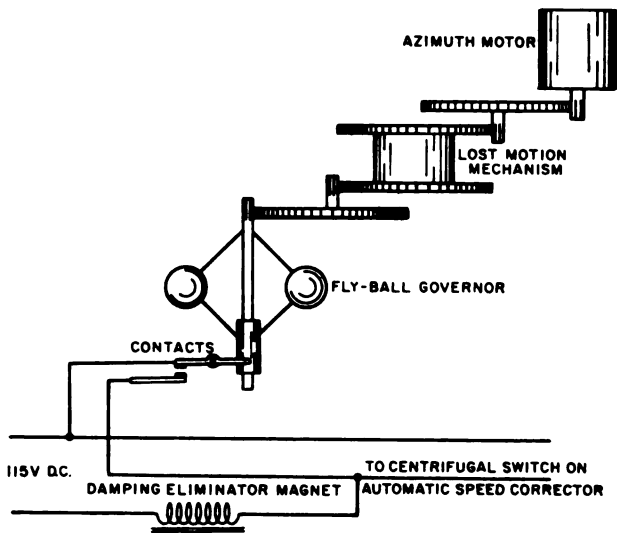 AZIMUTH MOTOR
LOST MOTION
MECHANISM
FLY-BALL GOVERNOR
CONTACTS
115V D.C.
TO CENTRIFUGAL SWITCH ON
AUTOMATIC SPEED CORRECTOR
DAMPING ELIMINATOR MAGNET